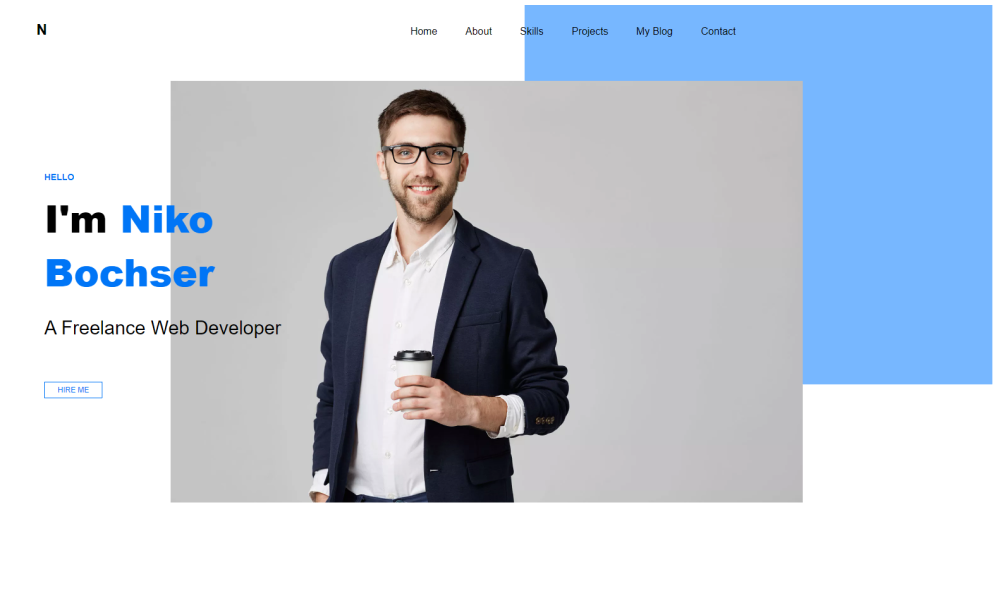 N
Home About Skills Projects My Blog Contact
HELLO
I'm Niko
Bochser
A Freelance Web Developer
HIRE ME